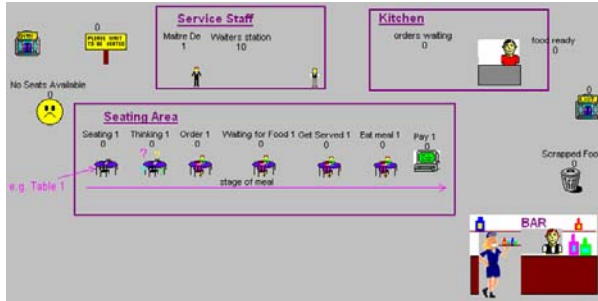 0
PLEASE WAIT
TO BE SEATED
Service Staff
Maitre De
1
Waiters station
10
Kitchen
orders waiting
0
food ready
0
No Seats Available
0
Seating Area
Seating 1
0
Thinking 1
0
Order 1
0
Waiting for Food 1
0
Get Served 1
0
Eat meal 1
0
Pay 1
0
?
e.g. Table 1
stage of meal
0
Scrapped Foo
0
BAR